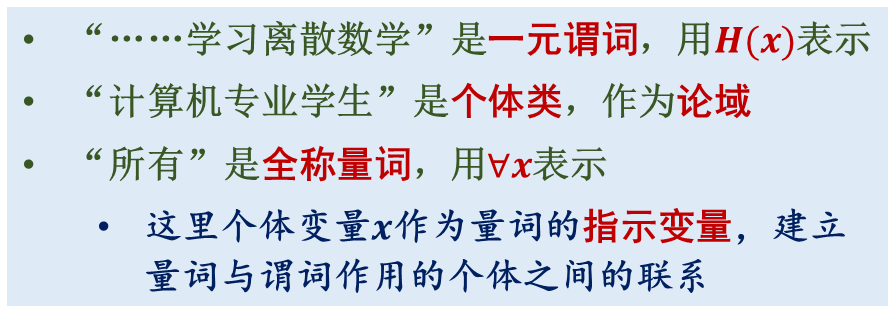 • “……学习离散数学”是一元谓词，用H(x)表示
• “计算机专业学生”是个体类，作为论域
• “所有”是全称量词，用∀x表示
• 这里个体变量x作为量词的指示变量，建立
量词与谓词作用的个体之间的联系